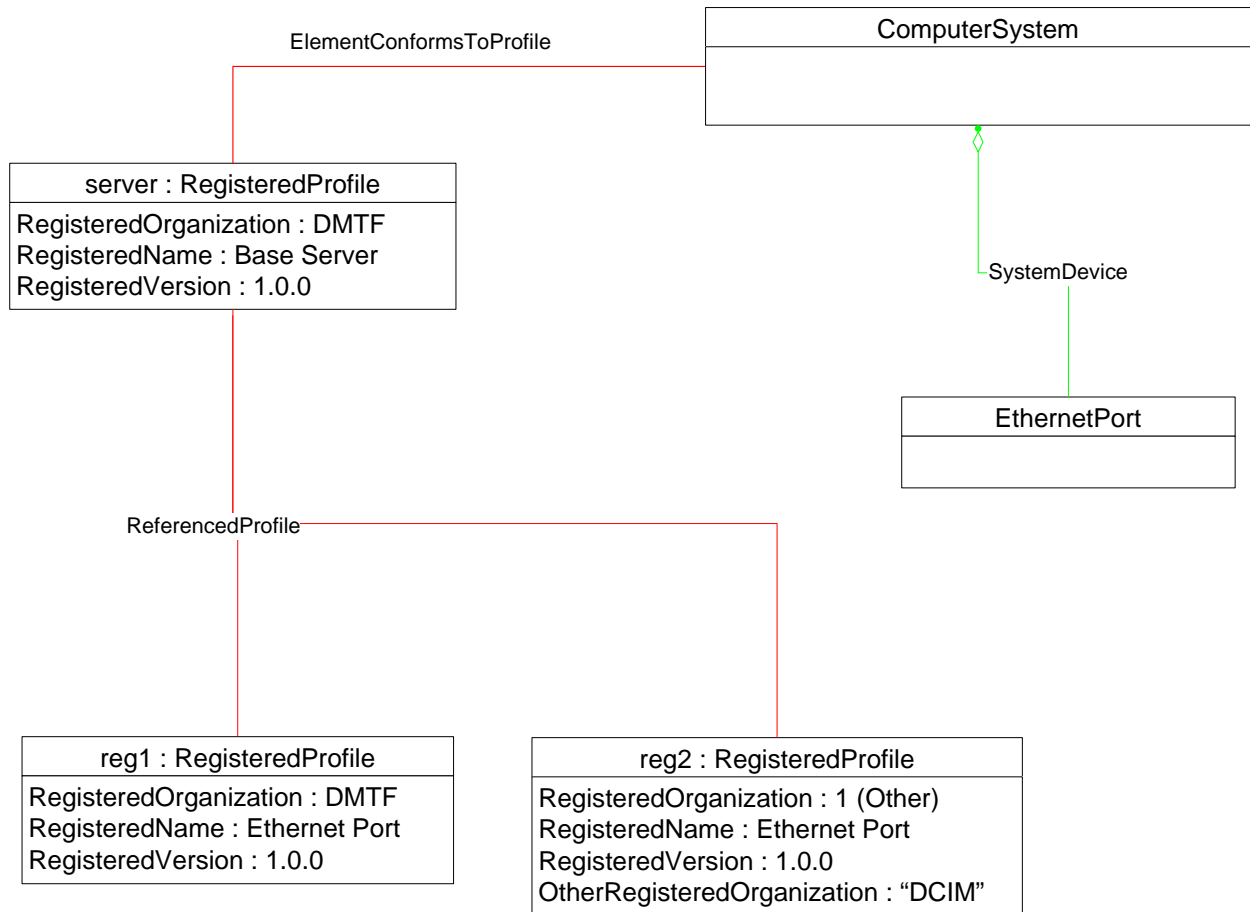 ElementConformsToProfile
ComputerSystem
server : RegisteredProfile
RegisteredOrganization : DMTF
RegisteredName : Base Server
RegisteredVersion : 1.0.0
SystemDevice
EthernetPort
ReferencedProfile
reg1 : RegisteredProfile
RegisteredOrganization : DMTF
RegisteredName : Ethernet Port
RegisteredVersion : 1.0.0
reg2 : RegisteredProfile
RegisteredOrganization : 1 (Other)
RegisteredName : Ethernet Port
RegisteredVersion : 1.0.0
OtherRegisteredOrganization : “DCIM”